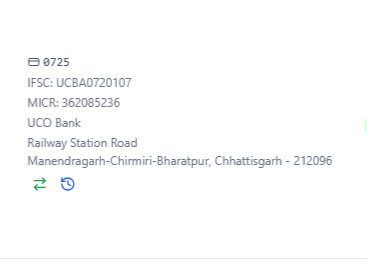 0725
IFSC: UCBA0720107
MICR: 362085236
UCO Bank
Railway Station Road
Manendragarh-Chirmiri-Bharatpur, Chhattisgarh - 212096